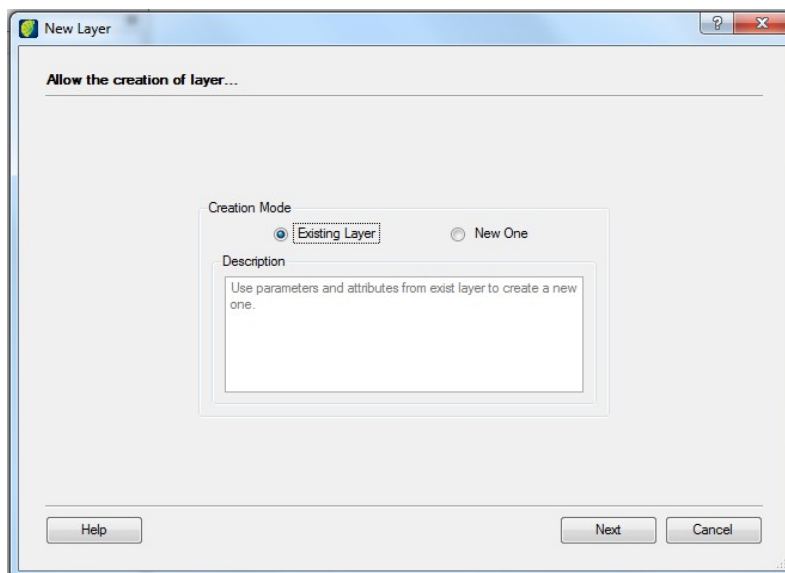 New Layer
Allow the creation of layer...
Creation Mode
Existing Layer
New One
Description
Use parameters and attributes from exist layer to create a new
one.
Help
Next
Cancel